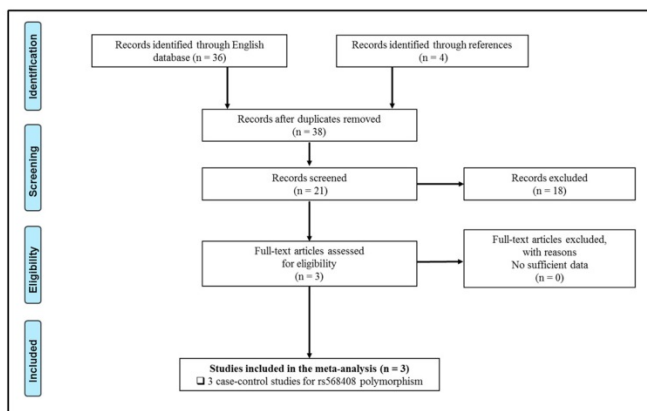 Identification
Records identified through English
database (n = 36)
Records identified through references
(n = 4)
Records after duplicates removed
(n = 38)
Screening
Records screened
(n = 21)
Records excluded
(n = 18)
Eligibility
Full-text articles assessed
for eligibility
(n = 3)
Full-text articles excluded,
with reasons
No sufficient data
(n = 0)
Included
Studies included in the meta-analysis (n = 3)
❑ 3 case-control studies for rs568408 polymorphism